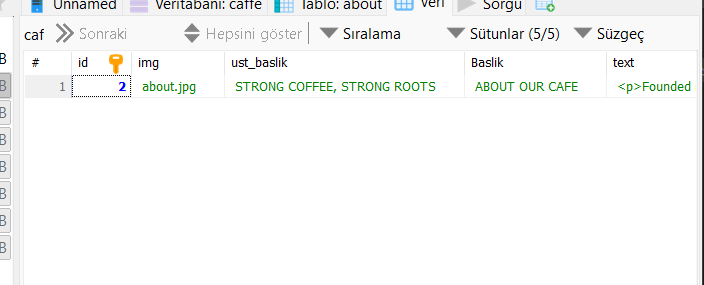 Unnamed Veritabanı: caffe Tablo: about Veri Sorgu
caf Sonraki Hepsini göster Sıralama Sütunlar (5/5) Süzgeç
# id img ust_baslik Baslik text
1 2 about.jpg STRONG COFFEE, STRONG ROOTS ABOUT OUR CAFE <p>Founded
B
B
B
B
B
B
B
B